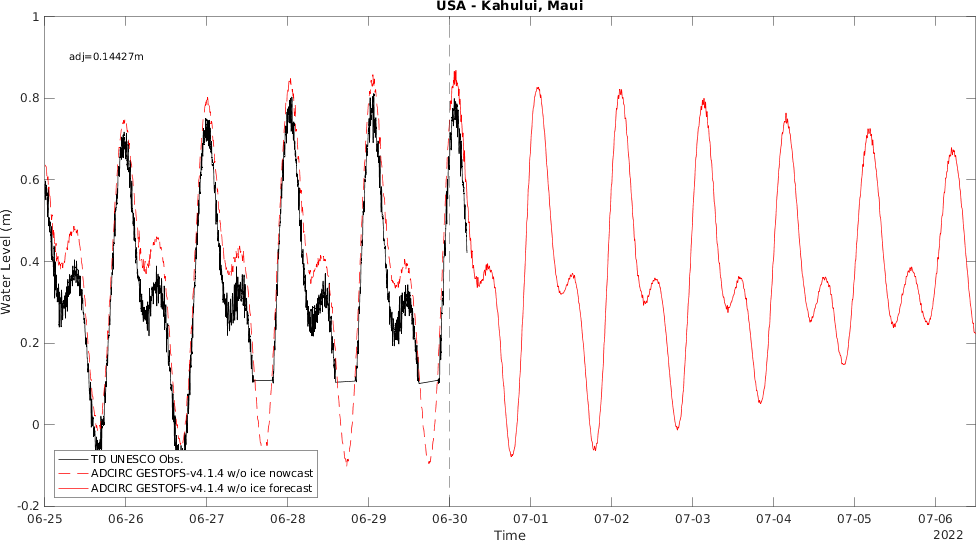 USA - Kahului, Maui
1
adj=0.14427m
0.8
0.6
0.4
0.2
0
-0.2
Water Level (m)
TD UNESCO Obs.
ADCIRC GESTOFS-v4.1.4 w/o ice nowcast
ADCIRC GESTOFS-v4.1.4 w/o ice forecast
06-25 06-26 06-27 06-28 06-29 06-30 07-01 07-02 07-03 07-04 07-05 07-06
Time
2022